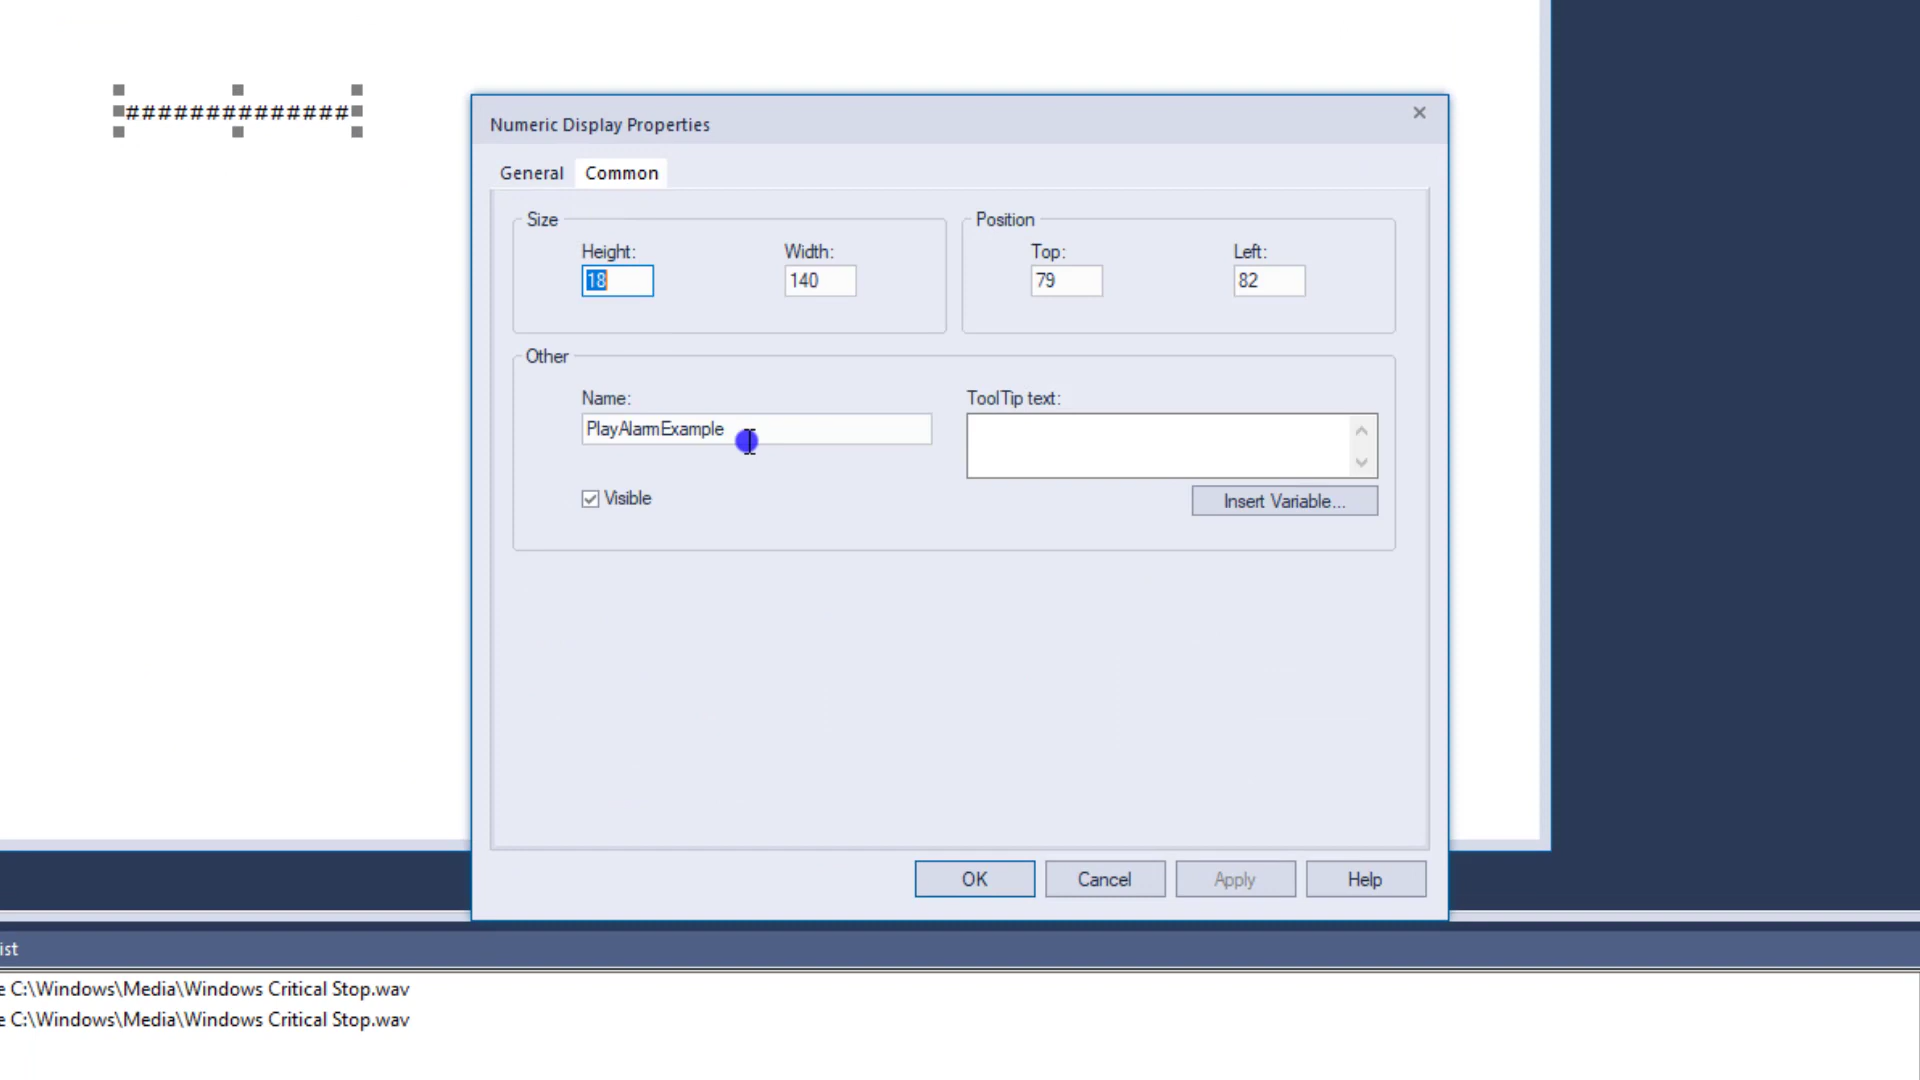 ##############
Numeric Display Properties
General
Common
Size
Height:
Width:
18
140
Position
Top:
Left:
79
82
Other
Name:
PlayAlarmExample
ToolTip text:
Visible
Insert Variable...
OK
Cancel
Apply
Help
ist
e C:\Windows\Media\Windows Critical Stop.wav
e C:\Windows\Media\Windows Critical Stop.wav